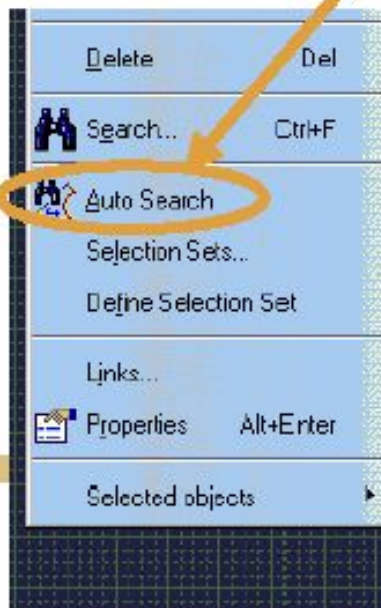 Delete Del
Search... Ctrl+F
Auto Search
Selection Sets...
Define Selection Set
Links...
Properties Alt+Enter
Selected objects